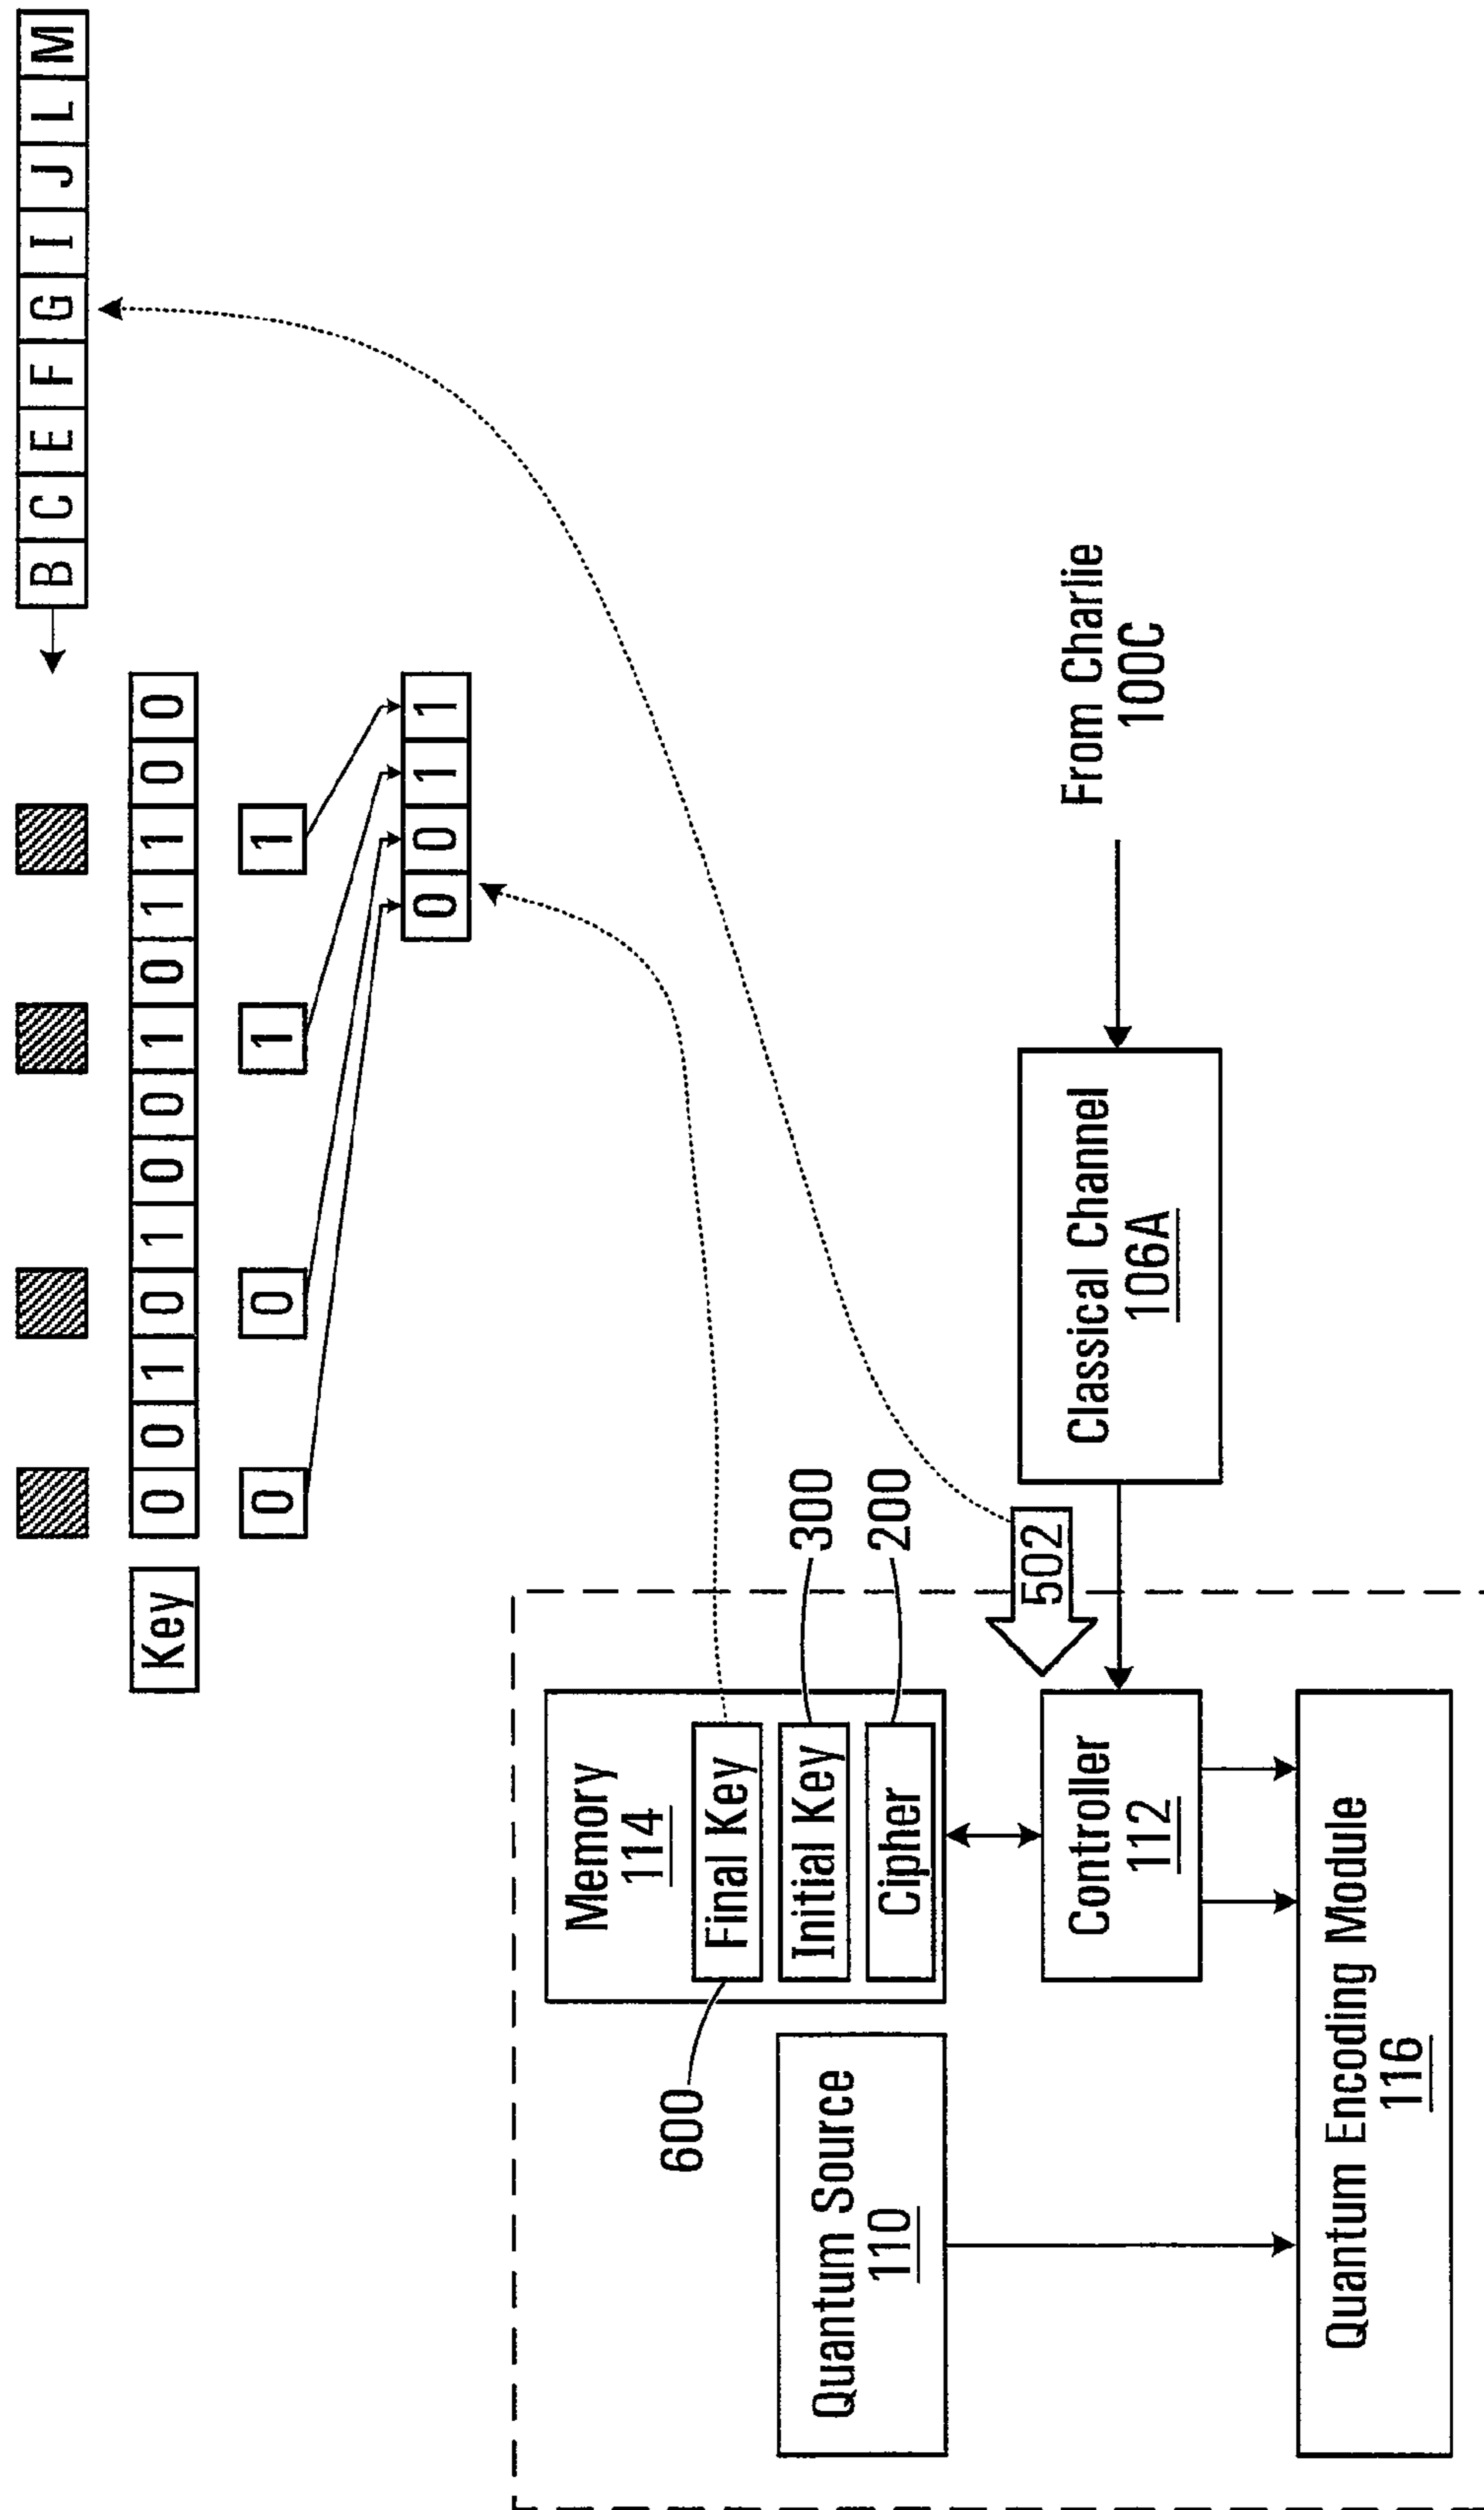 B C E F G I J L M
Key 0 0 1 0 1 0 0 1 0 1 1 0 0
0 0 1 1
0 0 1 1
600
Memory
114
Final Key
Initial Key
Cipher
300
200
502
Quantum Source
110
Controller
112
Classical Channel
106A
From Charlie
100C
Quantum Encoding Module
116